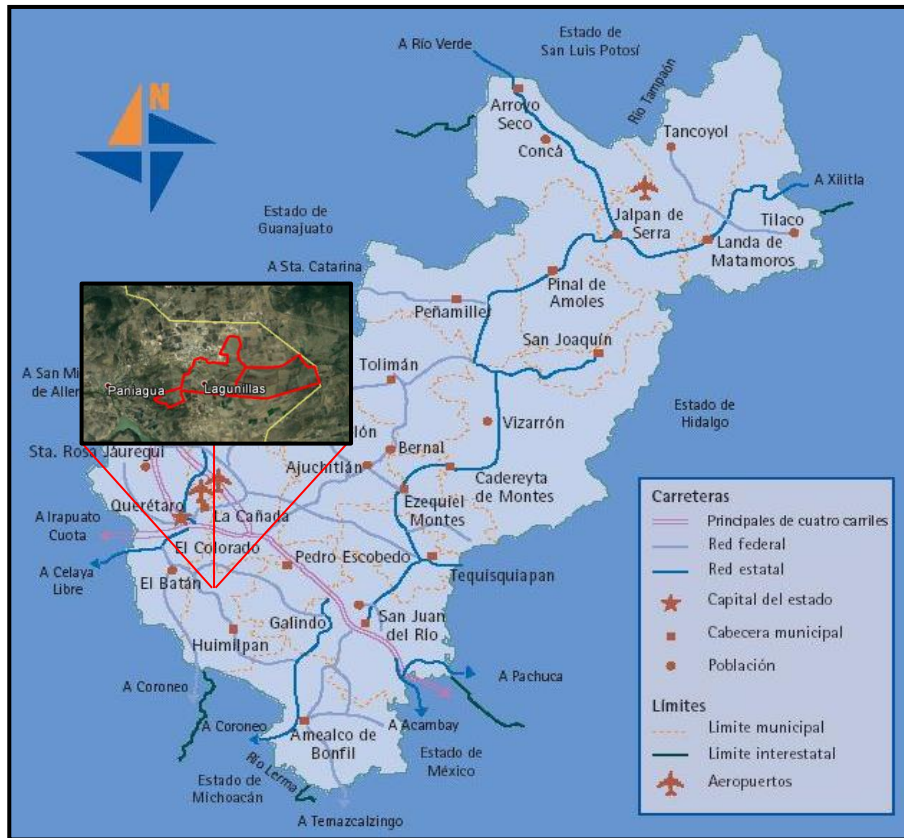 N
A Río Verde
Estado de
San Luis Potosí
Arroyo
Seco
Concá
Río Tampaón
Tancoyol
A Xilitla
Jalpan de
Serra
Tilaco
Landa de
Matamoros
Estado de
Guanajuato
A Sta. Catarina
Pinal de
Amoles
Peñamiller
San Joaquín
Tolimán
A San Mi
de Allen
Paniagua
Lagunillas
Estado de
Hidalgo
Vizarrón
lón
Bernal
Sta. Rosa Jáuregui
Ajuchitlán
Cadereyta
de Montes
Ezequiel
Montes
Querétaro
La Cañada
A Irapuato
Cuota
El Colorado
Pedro Escobedo
A Celaya
Libre
El Batán
Tequisquiapan
Galindo
San Juan
del Río
Huimilpan
A Coroneo
A Pachuca
A Coroneo
A Acambay
Amealco de
Bonfil
Estado de
México
Río Lerma
Estado de
Michoacán
A Temazcalzingo
Carreteras
Principales de cuatro carriles
Red federal
Red estatal
Capital del estado
Cabecera municipal
Población
Límites
Límite municipal
Límite interestatal
Aeropuertos